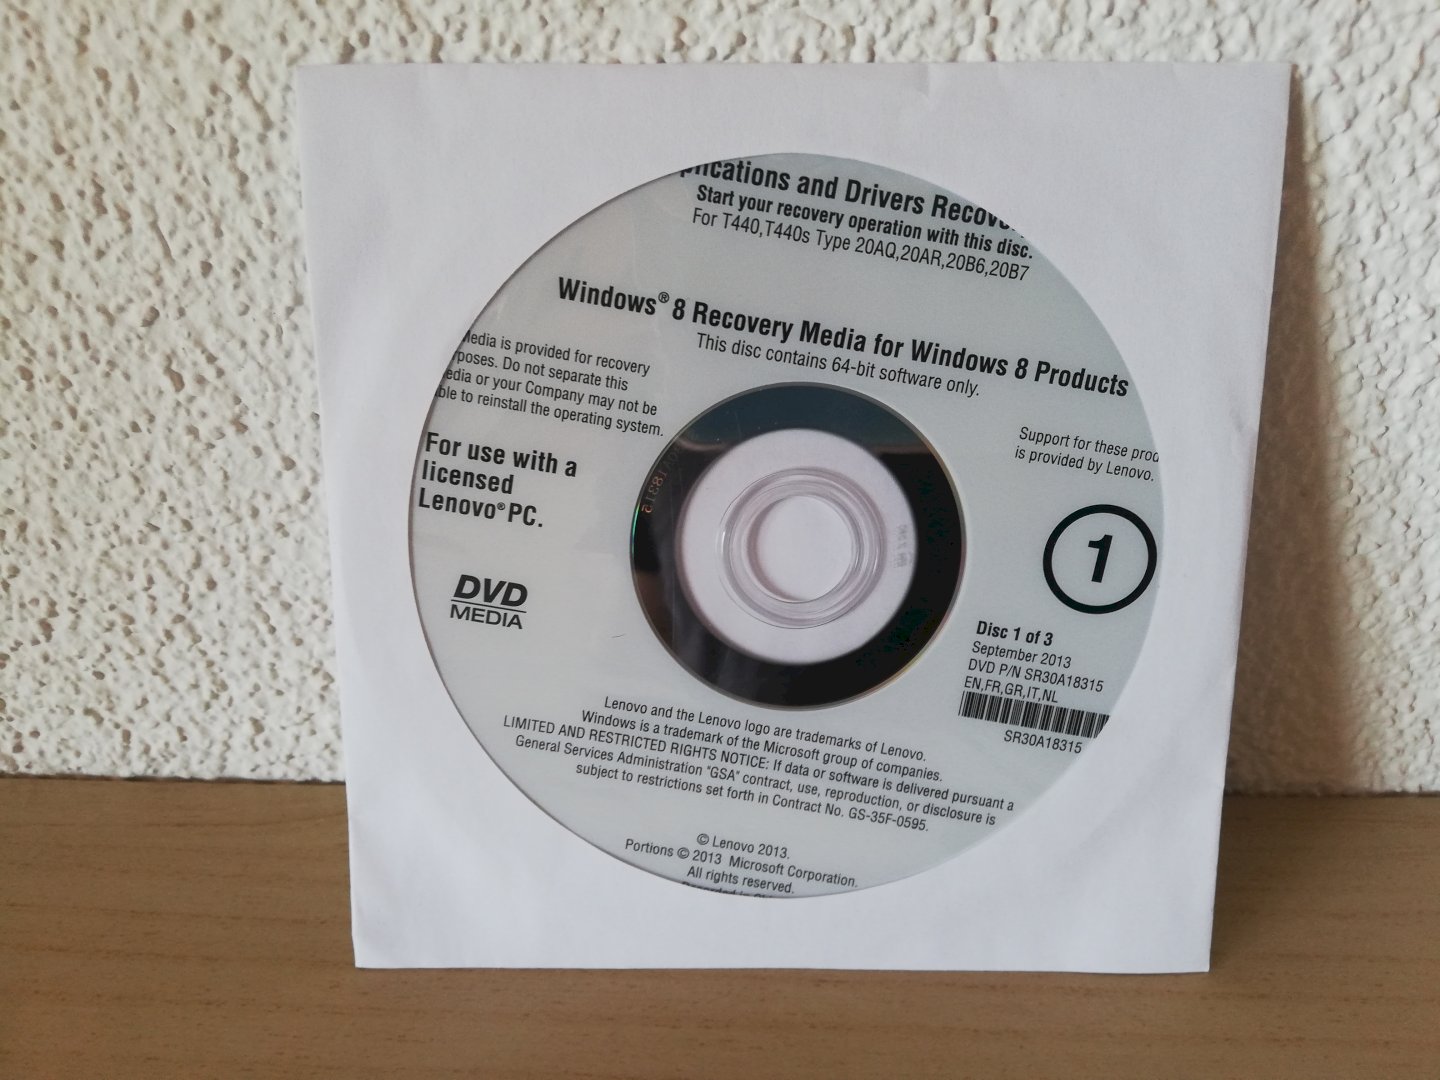 and Drivers
Start your recovery operation with this disc.
For T440,T440s Type 20AQ,20AR,20B6,20B7
Windows® 8 Recovery Media for Windows 8 Products
This disc contains 64-bit software only.
Media is provided for recovery
Do not separate this
or your Company may not be
to reinstall the operating system.
For use with a
licensed
Lenovo® PC.
DVD
MEDIA
Support for these
is provided by Lenovo.
1
Disc 1 of 3
September 2013
DVD P/N SR30A18315
EN,FR,GR,IT,NL
SR30A18315
Lenovo and the Lenovo logo are trademarks of Lenovo.
Windows is a trademark of the Microsoft group of companies.
LIMITED AND RESTRICTED RIGHTS NOTICE: If data or software is delivered pursuant a
General Services Administration "GSA" contract, use, reproduction, or disclosure is
subject to restrictions set forth in Contract No. GS-35F-0595.
© Lenovo 2013.
Portions © 2013 Microsoft Corporation.
All rights reserved.